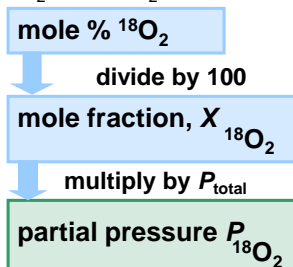 mole % ¹⁸O₂
divide by 100
mole fraction, X ¹⁸O₂
multiply by P_total
partial pressure P ¹⁸O₂